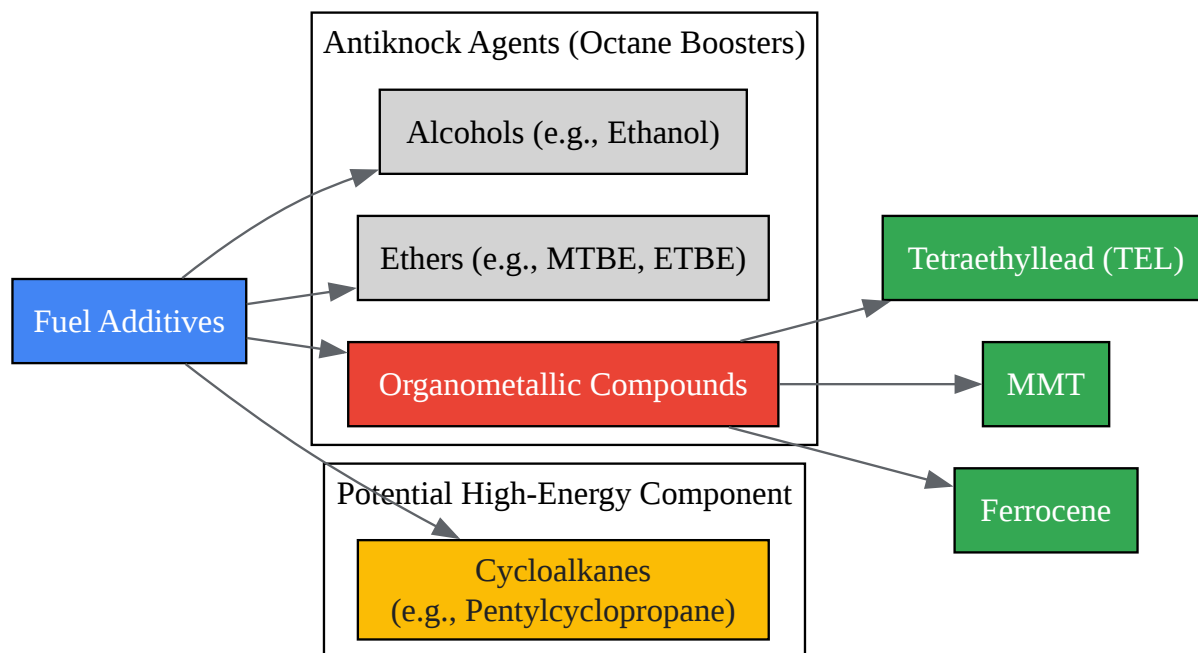 Antiknock Agents (Octane Boosters)
Alcohols (e.g., Ethanol)
Ethers (e.g., MTBE, ETBE)
Tetraethyllead (TEL)
Fuel Additives
Organometallic Compounds
MMT
Potential High-Energy Component
Ferrocene
Cycloalkanes
(e.g., Pentylcyclopropane)